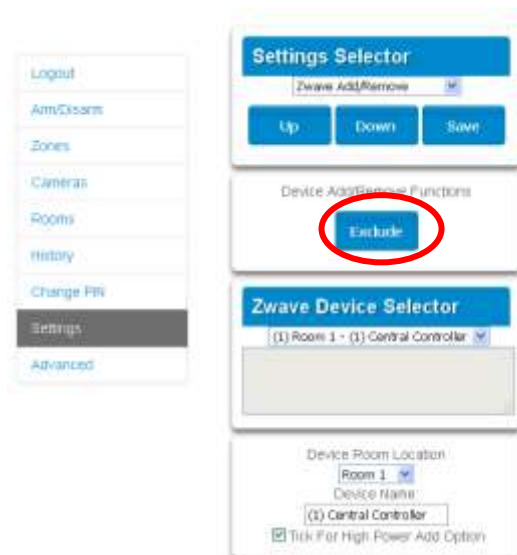 Logout
Arm/Disarm
Zones
Cameras
Rooms
History
Change PIN
Settings
Advanced
Settings Selector
Zwave Add/Remove
Up Down Save
Device Add/Remove Functions
Exclude
Zwave Device Selector
(1) Room 1 - (1) Central Controller
Device Room Location
Room 1
Device Name
(1) Central Controller
Tick For High Power Add Option